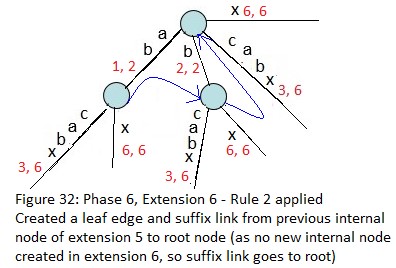 x 6, 6
a
b
1, 2
b
2, 2
c
a
b
x
3, 6
c
a
b
x
3, 6
x
6, 6
c
a
b
x
3, 6
x
6, 6
Figure 32: Phase 6, Extension 6 - Rule 2 applied
Created a leaf edge and suffix link from previous internal
node of extension 5 to root node (as no new internal node
created in extension 6, so suffix link goes to root)